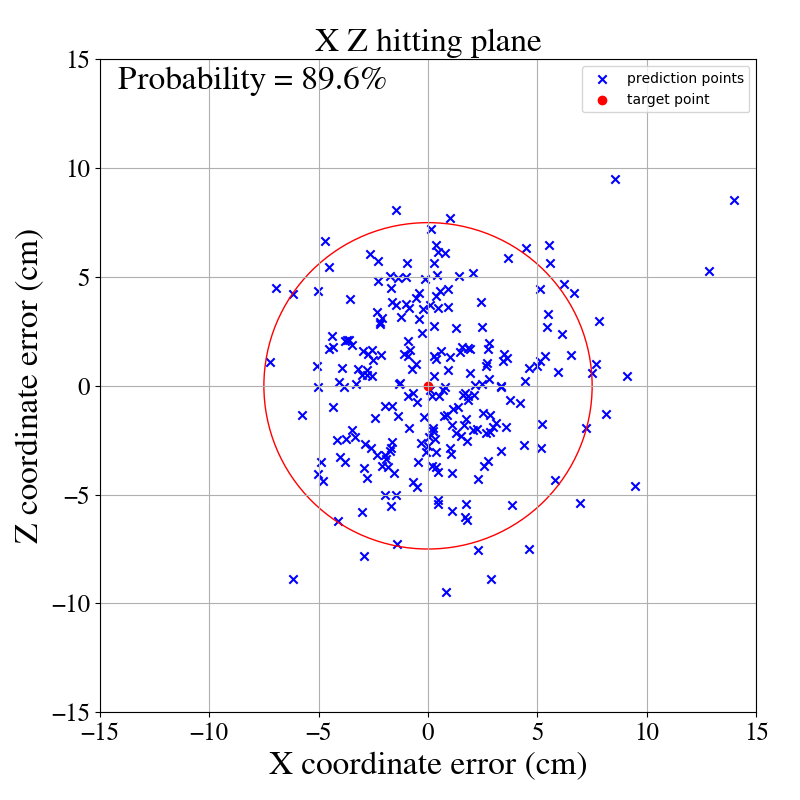 X Z hitting plane
Probability = 89.6%
prediction points
target point
15
10
5
0
−5
−10
−15
Z coordinate error (cm)
−15
−10
−5
0
5
10
15
X coordinate error (cm)